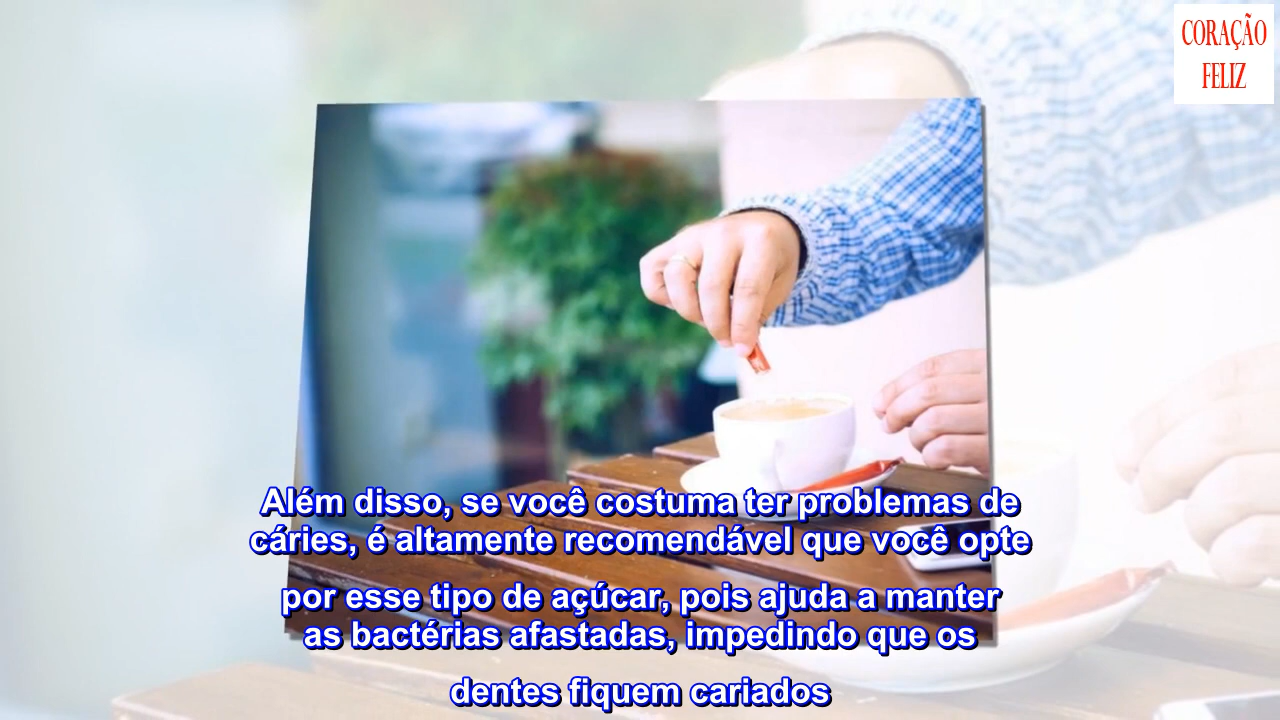 CORAÇÃO
FELIZ
Além disso, se você costuma ter problemas de
cáries, é altamente recomendável que você opte
por esse tipo de açúcar, pois ajuda a manter
as bactérias afastadas, impedindo que os
dentes fiquem cariados